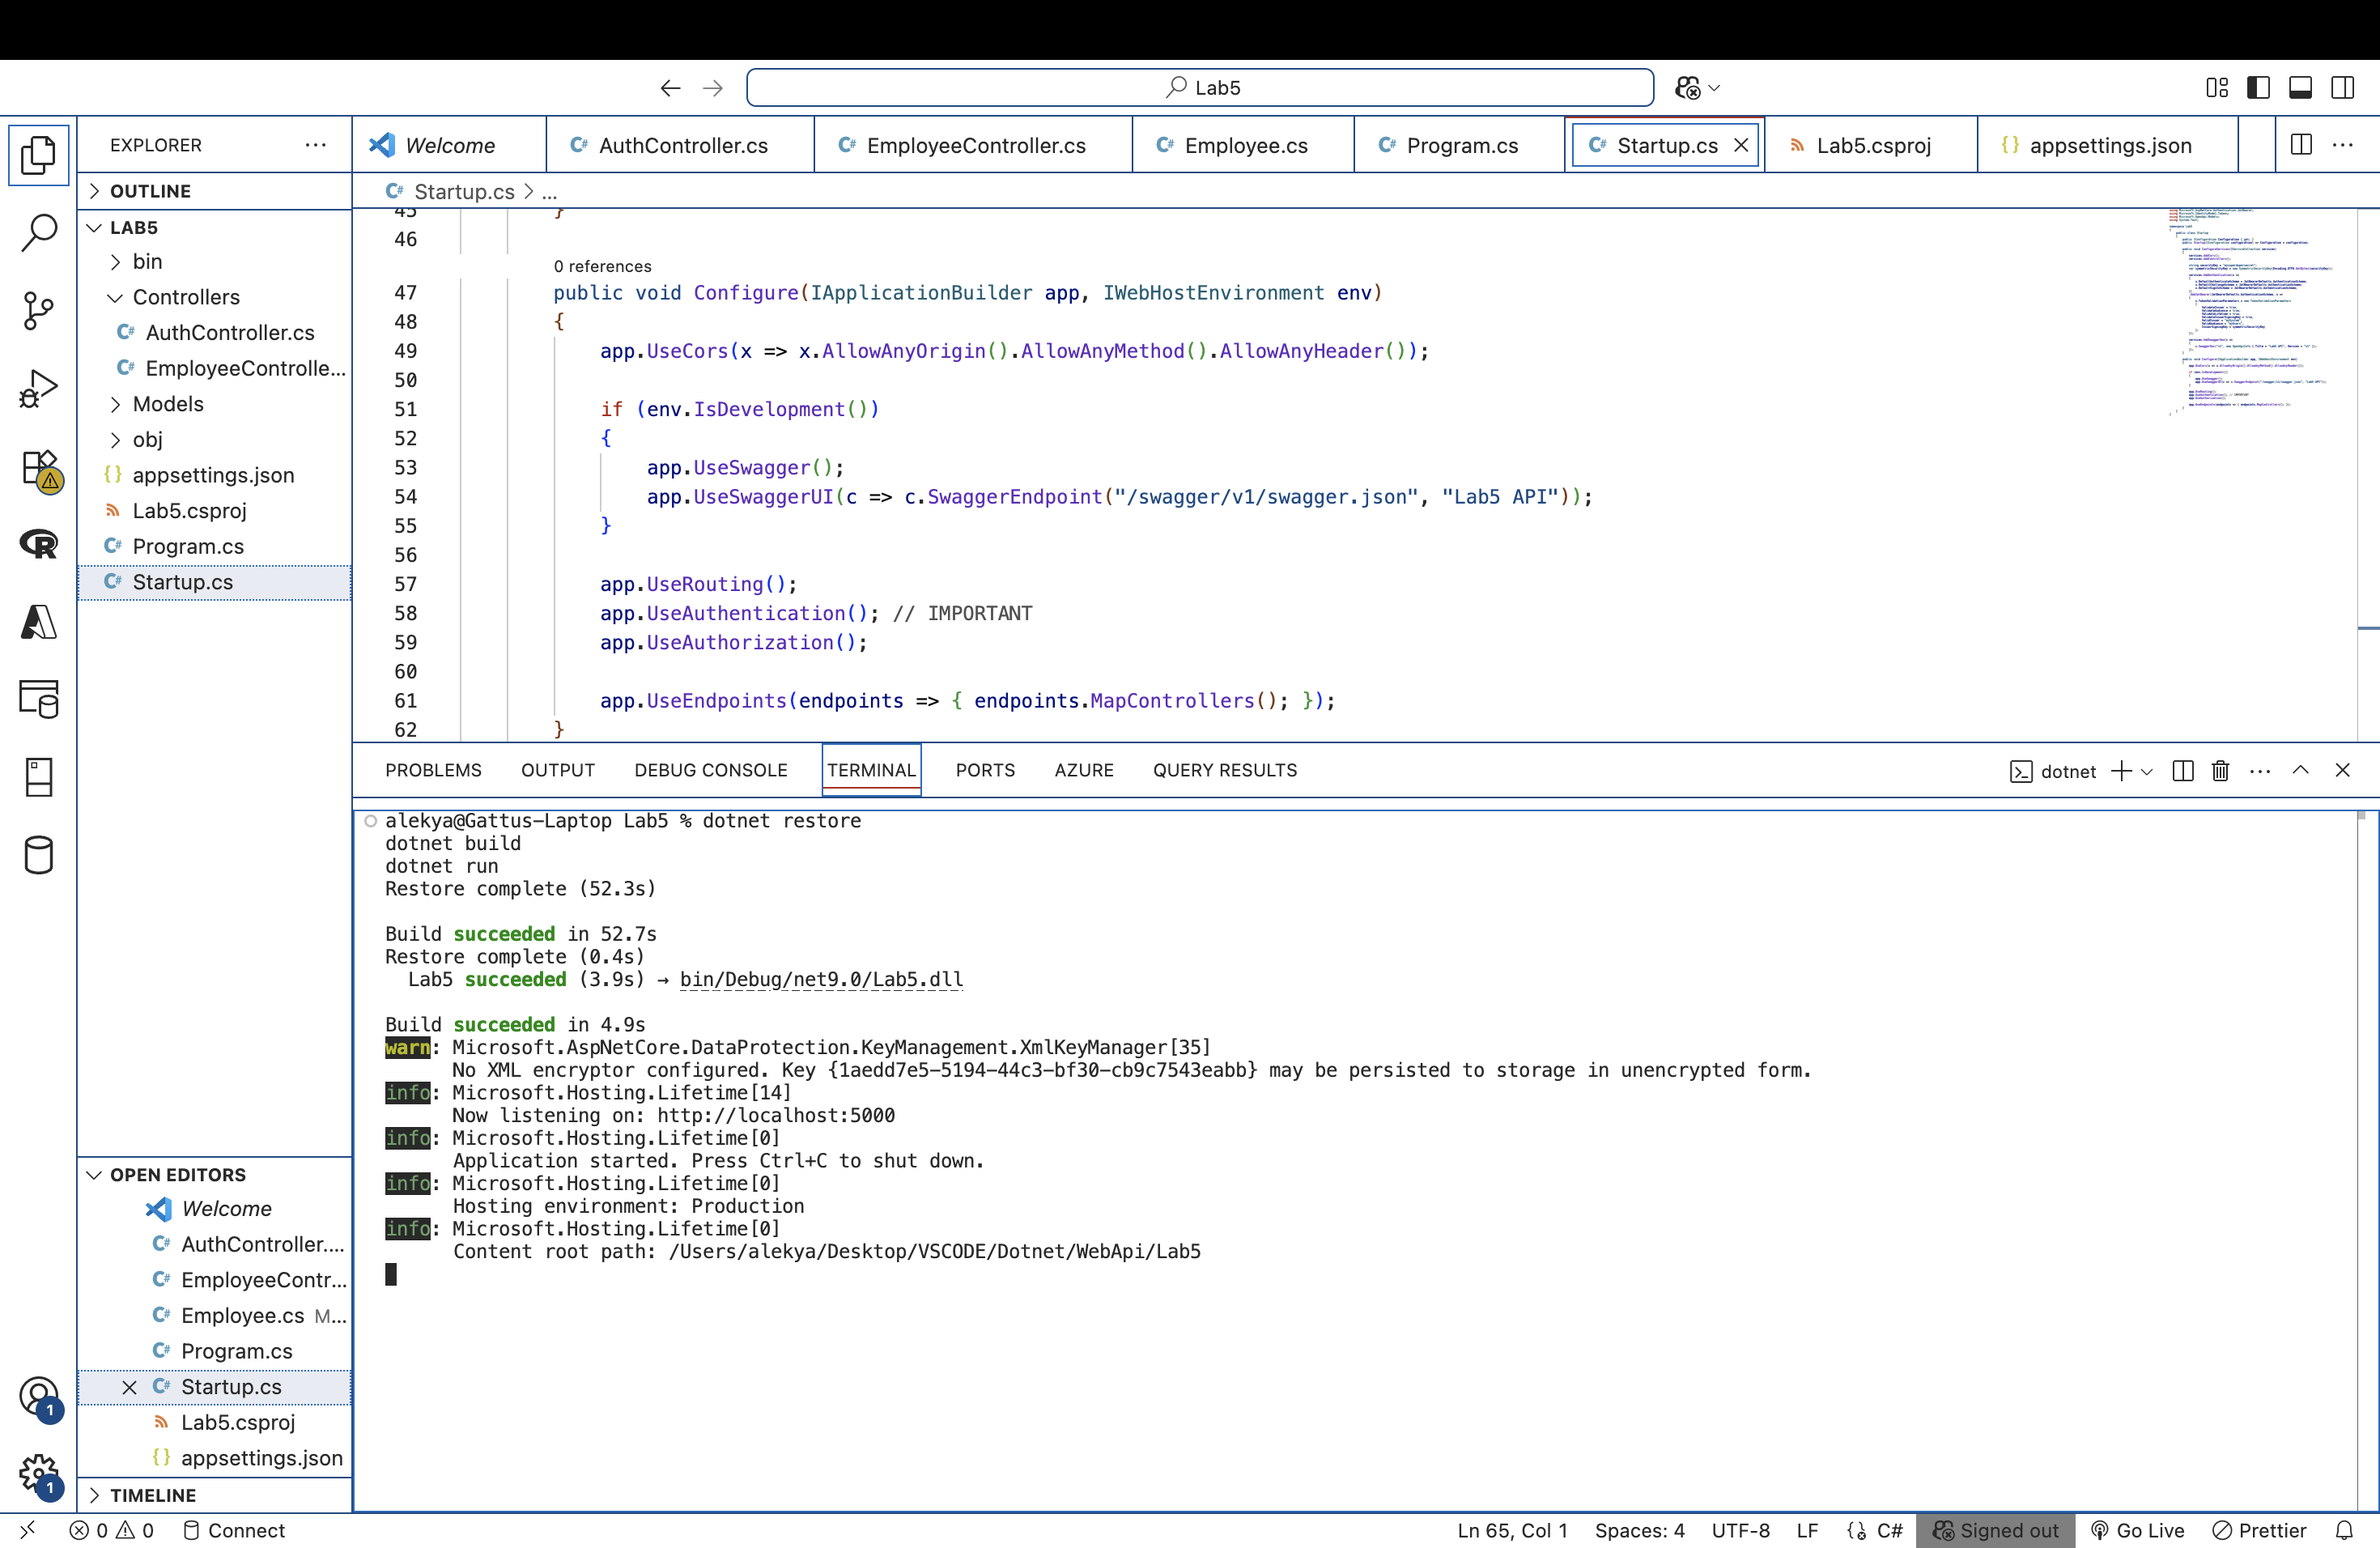 Lab5
EXPLORER
Welcome
AuthController.cs
EmployeeController.cs
Employee.cs
Program.cs
Startup.cs
Lab5.csproj
appsettings.json
OUTLINE
LAB5
bin
Controllers
AuthController.cs
EmployeeControlle...
Models
obj
appsettings.json
Lab5.csproj
Program.cs
Startup.cs
Startup.cs > ...
45 }
46
0 references
47 public void Configure(IApplicationBuilder app, IWebHostEnvironment env)
48 {
49 app.UseCors(x => x.AllowAnyOrigin().AllowAnyMethod().AllowAnyHeader());
50
51 if (env.IsDevelopment())
52 {
53 app.UseSwagger();
54 app.UseSwaggerUI(c => c.SwaggerEndpoint("/swagger/v1/swagger.json", "Lab5 API"));
55 }
56
57 app.UseRouting();
58 app.UseAuthentication(); // IMPORTANT
59 app.UseAuthorization();
60
61 app.UseEndpoints(endpoints => { endpoints.MapControllers(); });
62 }
PROBLEMS OUTPUT DEBUG CONSOLE TERMINAL PORTS AZURE QUERY RESULTS
dotnet
alekya@Gattus-Laptop Lab5 % dotnet restore
dotnet build
dotnet run
Restore complete (52.3s)
Build succeeded in 52.7s
Restore complete (0.4s)
Lab5 succeeded (3.9s) → bin/Debug/net9.0/Lab5.dll
Build succeeded in 4.9s
warn: Microsoft.AspNetCore.DataProtection.KeyManagement.XmlKeyManager[35]
No XML encryptor configured. Key {1aedd7e5-5194-44c3-bf30-cb9c7543eabb} may be persisted to storage in unencrypted form.
info: Microsoft.Hosting.Lifetime[14]
Now listening on: http://localhost:5000
info: Microsoft.Hosting.Lifetime[0]
Application started. Press Ctrl+C to shut down.
info: Microsoft.Hosting.Lifetime[0]
Hosting environment: Production
info: Microsoft.Hosting.Lifetime[0]
Content root path: /Users/alekya/Desktop/VSCODE/Dotnet/WebApi/Lab5
OPEN EDITORS
Welcome
AuthController....
EmployeeContr...
Employee.cs M...
Program.cs
Startup.cs
Lab5.csproj
appsettings.json
TIMELINE
1
1
0 0 Connect
Ln 65, Col 1 Spaces: 4 UTF-8 LF C# Signed out Go Live Prettier